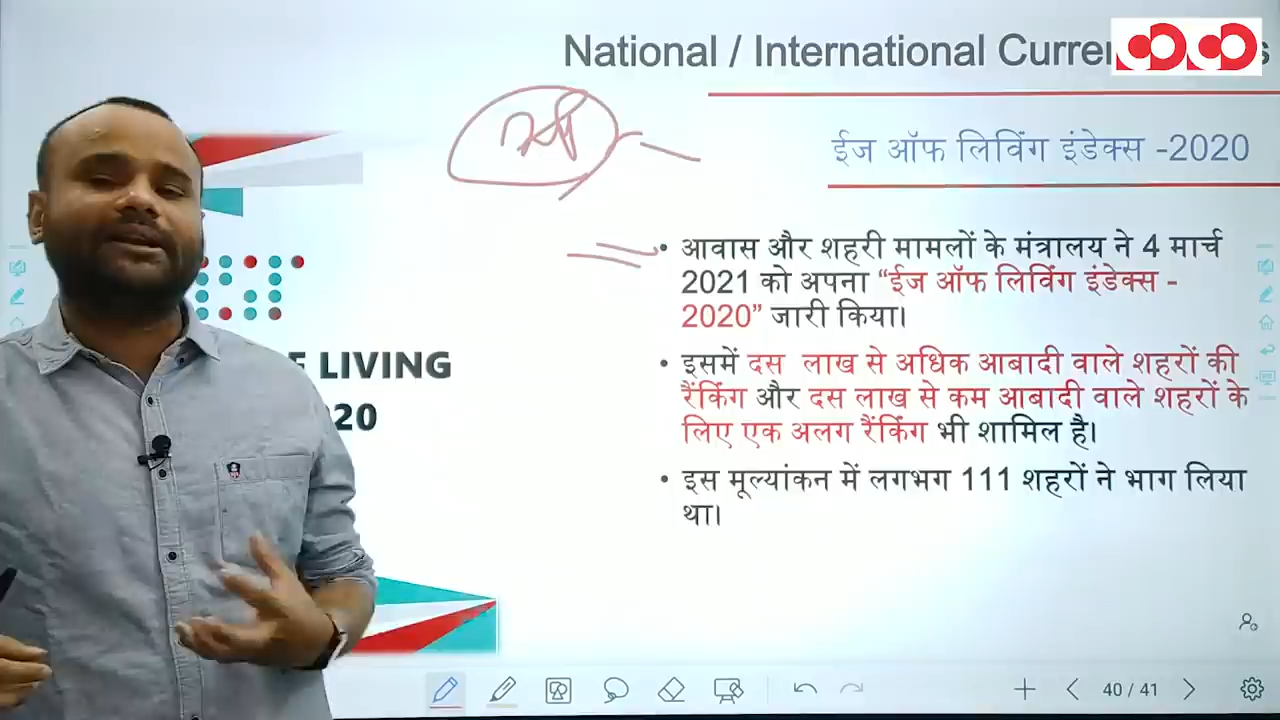 National / International Curre
ईज ऑफ लिविंग इंडेक्स -2020
• आवास और शहरी मामलों के मंत्रालय ने 4 मार्च
2021 को अपना “ईज ऑफ लिविंग इंडेक्स -
2020” जारी किया।
• इसमें दस लाख से अधिक आबादी वाले शहरों की
रैंकिंग और दस लाख से कम आबादी वाले शहरों के
लिए एक अलग रैंकिंग भी शामिल है।
• इस मूल्यांकन में लगभग 111 शहरों ने भाग लिया
था।
LIVING
20
40 / 41